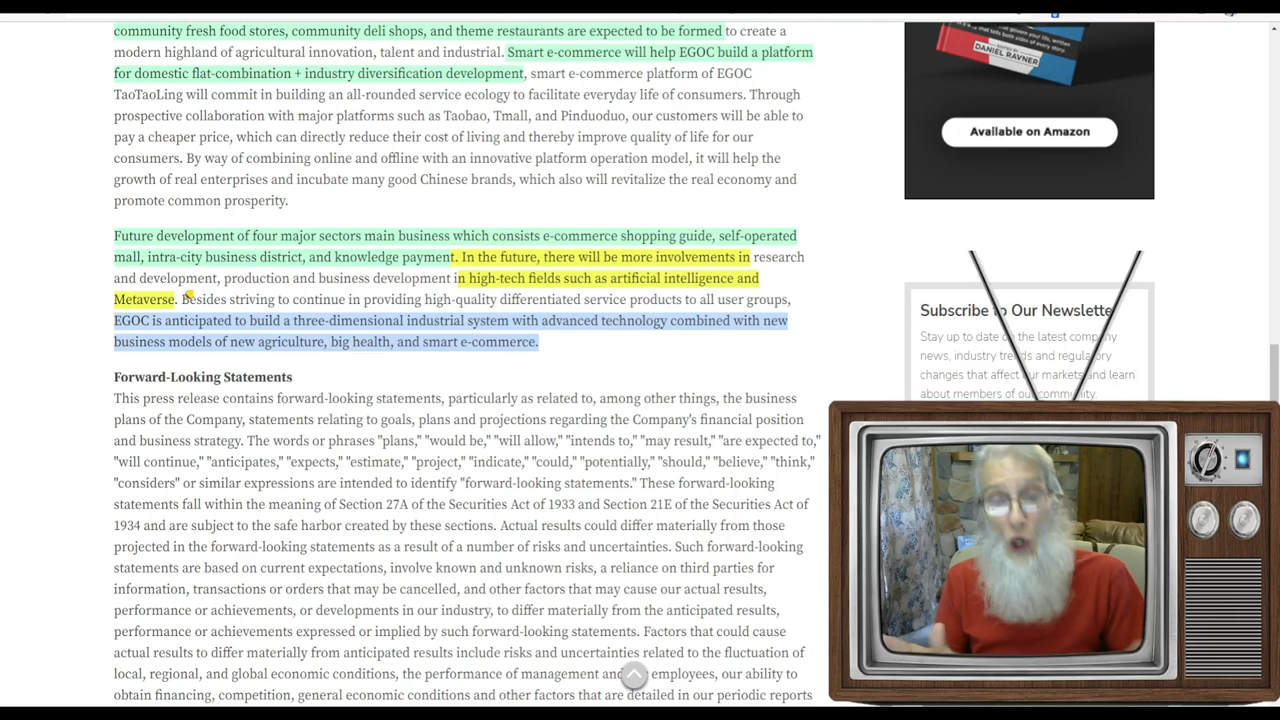 community fresh food stores, community deli shops, and theme restaurants are expected to be formed to create a
modern highland of agricultural innovation, talent and industrial. Smart e-commerce will help EGOC build a platform
for domestic flat-combination + industry diversification development, smart e-commerce platform of EGOC
TaoTaoLing will commit in building an all-rounded service ecology to facilitate everyday life of consumers. Through
prospective collaboration with major platforms such as Taobao, Tmall, and Pinduoduo, our customers will be able to
pay a cheaper price, which can directly reduce their cost of living and thereby improve quality of life for our
consumers. By way of combining online and offline with an innovative platform operation model, it will help the
growth of real enterprises and incubate many good Chinese brands, which also will revitalize the real economy and
promote common prosperity.
Future development of four major sectors main business which consists e-commerce shopping guide, self-operated
mall, intra-city business district, and knowledge payment. In the future, there will be more involvements in research
and development, production and business development in high-tech fields such as artificial intelligence and
Metaverse. Besides striving to continue in providing high-quality differentiated service products to all user groups,
EGOC is anticipated to build a three-dimensional industrial system with advanced technology combined with new
business models of new agriculture, big health, and smart e-commerce.
Forward-Looking Statements
This press release contains forward-looking statements, particularly as related to, among other things, the business
plans of the Company, statements relating to goals, plans and projections regarding the Company's financial position
and business strategy. The words or phrases "plans," "would be," "will allow," "intends to," "may result," "are expected to,"
"will continue," "anticipates," "expects," "estimate," "project," "indicate," "could," "potentially," "should," "believe," "think,"
"considers" or similar expressions are intended to identify "forward-looking statements." These forward-looking
statements fall within the meaning of Section 27A of the Securities Act of 1933 and Section 21E of the Securities Act of
1934 and are subject to the safe harbor created by these sections. Actual results could differ materially from those
projected in the forward-looking statements as a result of a number of risks and uncertainties. Such forward-looking
statements are based on current expectations, involve known and unknown risks, a reliance on third parties for
information, transactions or orders that may be cancelled, and other factors that may cause our actual results,
performance or achievements, or developments in our industry, to differ materially from the anticipated results,
performance or achievements expressed or implied by such forward-looking statements. Factors that could cause
actual results to differ materially from anticipated results include risks and uncertainties related to the fluctuation of
local, regional, and global economic conditions, the performance of management and employees, our ability to
obtain financing, competition, general economic conditions and other factors that are detailed in our periodic reports
that tells both sides of every story.
EDITED BY
DANIEL RAVNER
Available on Amazon
Subscribe to Our Newslette
Stay up to date on the latest company
news, industry trends and regulatory
changes that affect our markets and learn
about members of our community.